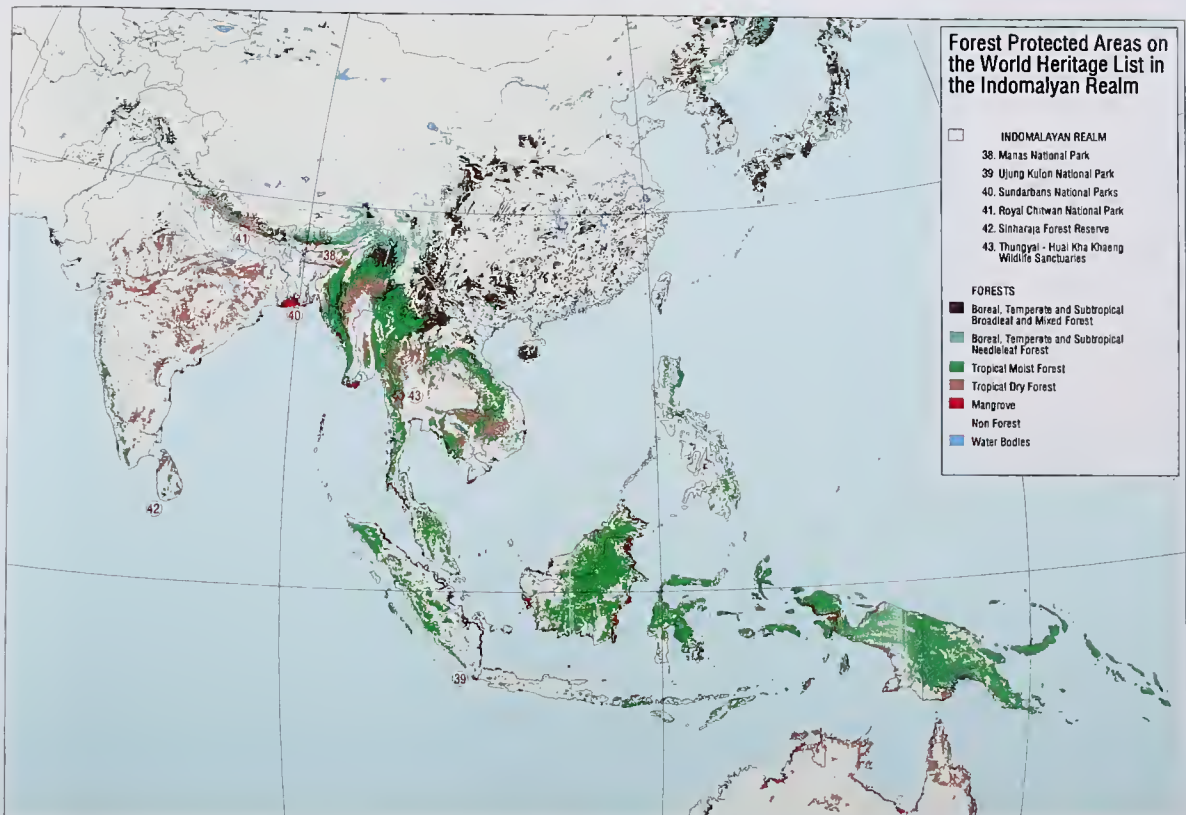 Forest Protected Areas on
the World Heritage List in
the Indomalyan Realm
INDOMALAYAN REALM
38. Manas National Park
39 Ujung Kulon National Park
40. Sundarbans National Parks
41. Royal Chitwan National Park
42. Sinharaja Forest Reserve
43. Thungyai - Huai Kha Khaeng
Wildlife Sanctuaries
FORESTS
Boreal, Temperate and Subtropical
Broadleaf and Mixed Forest
Boreal, Temperate and Subtropical
Needleleaf Forest
Tropical Moist Forest
Tropical Dry Forest
Mangrove
Non Forest
Water Bodies
41
38
40
43
42
39